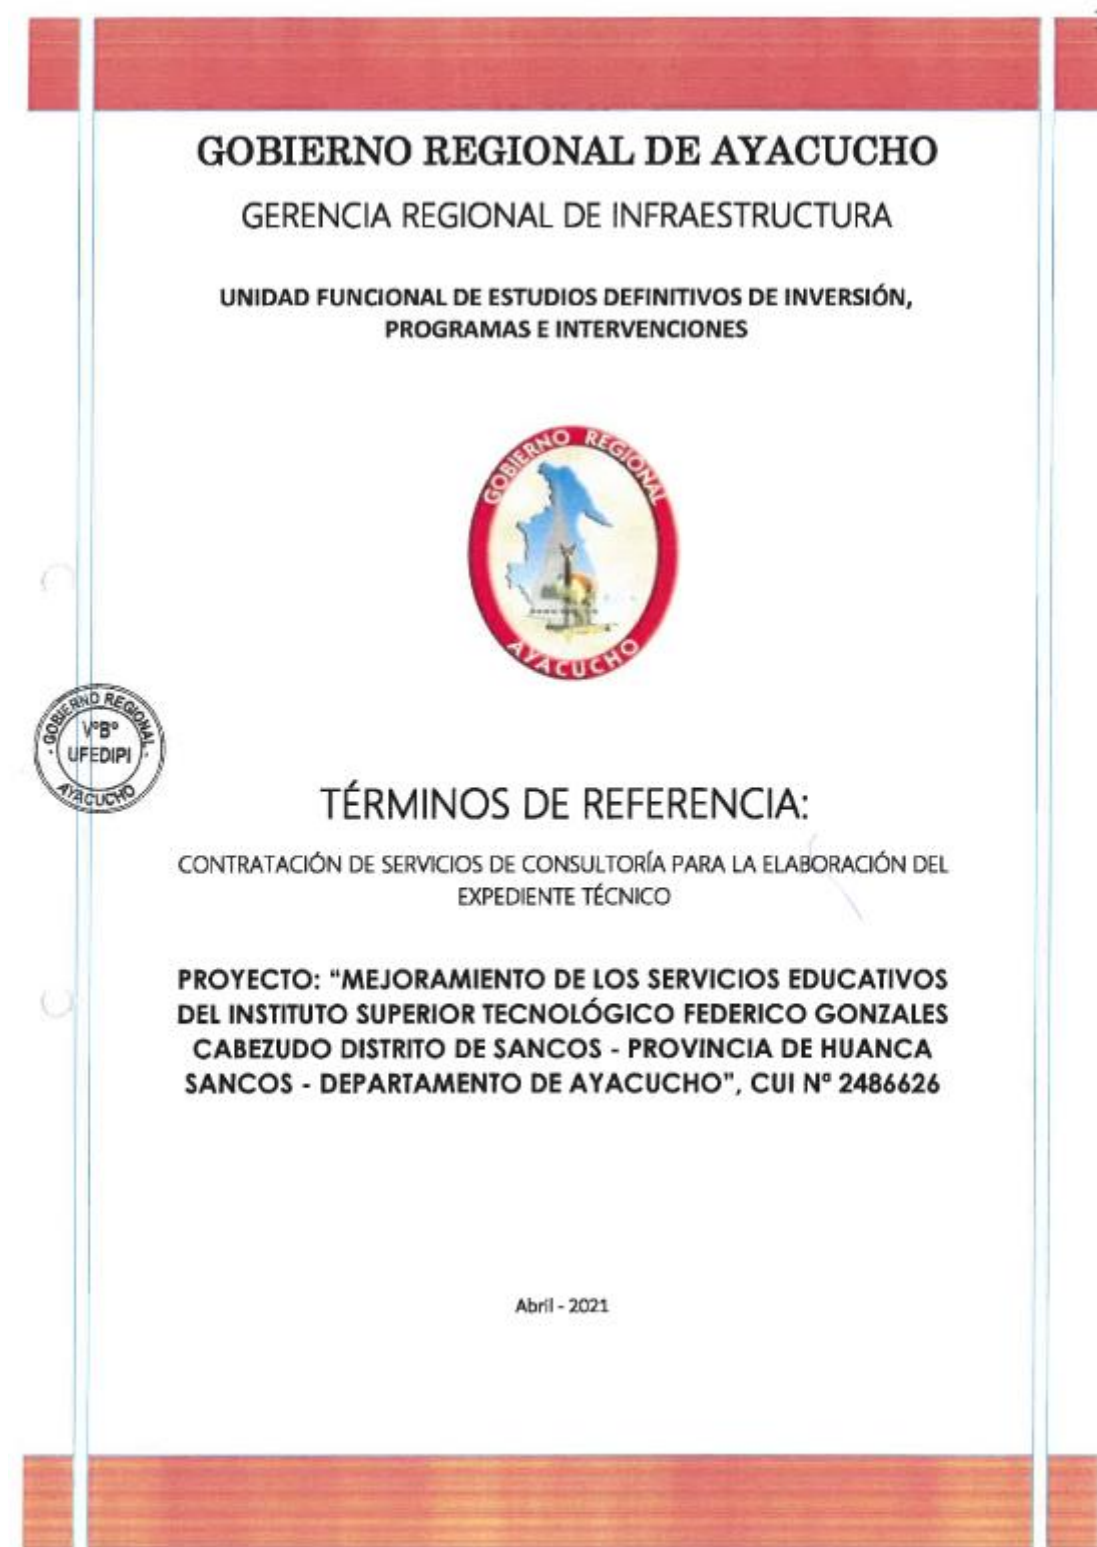 GOBIERNO REGIONAL DE AYACUCHO
GERENCIA REGIONAL DE INFRAESTRUCTURA
UNIDAD FUNCIONAL DE ESTUDIOS DEFINITIVOS DE INVERSIÓN,
PROGRAMAS E INTERVENCIONES
GOBIERNO REGIONAL
AYACUCHO
GOBIERNO REGIONAL
V°B°
UFEDIPI
AYACUCHO
TÉRMINOS DE REFERENCIA:
CONTRATACIÓN DE SERVICIOS DE CONSULTORÍA PARA LA ELABORACIÓN DEL
EXPEDIENTE TÉCNICO
PROYECTO: “MEJORAMIENTO DE LOS SERVICIOS EDUCATIVOS
DEL INSTITUTO SUPERIOR TECNOLÓGICO FEDERICO GONZALES
CABEZUDO DISTRITO DE SANCOS - PROVINCIA DE HUANCA
SANCOS - DEPARTAMENTO DE AYACUCHO”, CUI Nº 2486626
Abril - 2021